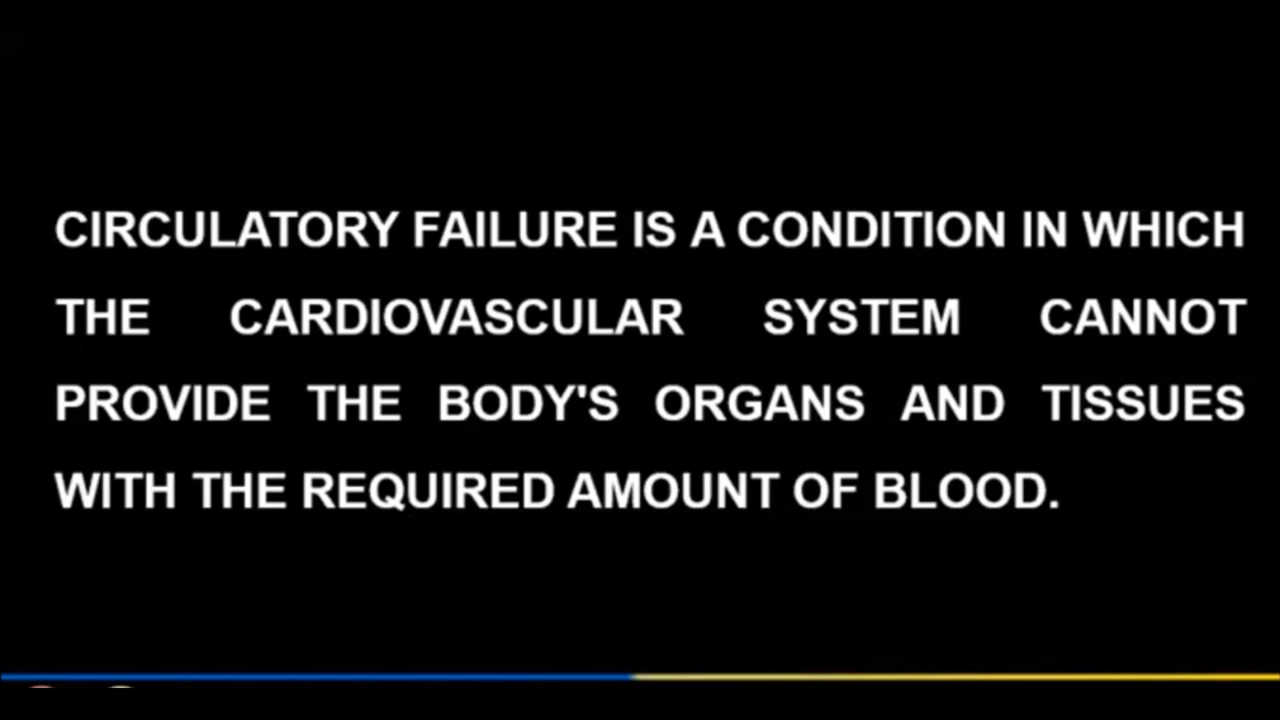 CIRCULATORY FAILURE IS A CONDITION IN WHICH
THE CARDIOVASCULAR SYSTEM CANNOT
PROVIDE THE BODY'S ORGANS AND TISSUES
WITH THE REQUIRED AMOUNT OF BLOOD.